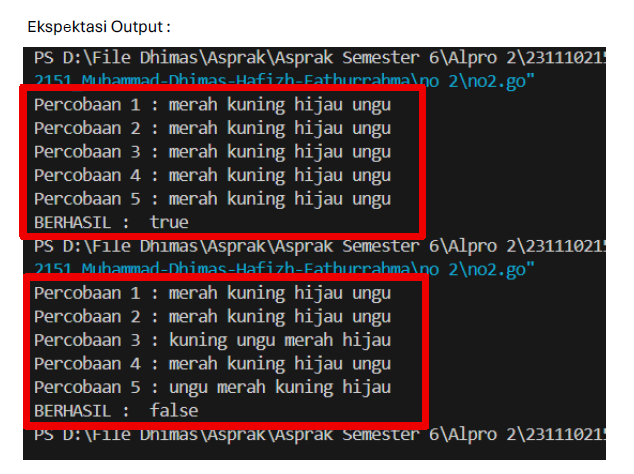 Ekspektasi Output :
PS D:\File Dhimas\Asprak\Asprak Semester 6\Alpro 2\231110215
2151_Muhammad-Dhimas-Hafizh-Fathurrahma\no 2\no2.go"
Percobaan 1 : merah kuning hijau ungu
Percobaan 2 : merah kuning hijau ungu
Percobaan 3 : merah kuning hijau ungu
Percobaan 4 : merah kuning hijau ungu
Percobaan 5 : merah kuning hijau ungu
BERHASIL :  true
PS D:\File Dhimas\Asprak\Asprak Semester 6\Alpro 2\231110215
2151_Muhammad-Dhimas-Hafizh-Fathurrahma\no 2\no2.go"
Percobaan 1 : merah kuning hijau ungu
Percobaan 2 : merah kuning hijau ungu
Percobaan 3 : kuning ungu merah hijau
Percobaan 4 : merah kuning hijau ungu
Percobaan 5 : ungu merah kuning hijau
BERHASIL :  false
PS D:\File Dhimas\Asprak\Asprak Semester 6\Alpro 2\231110215